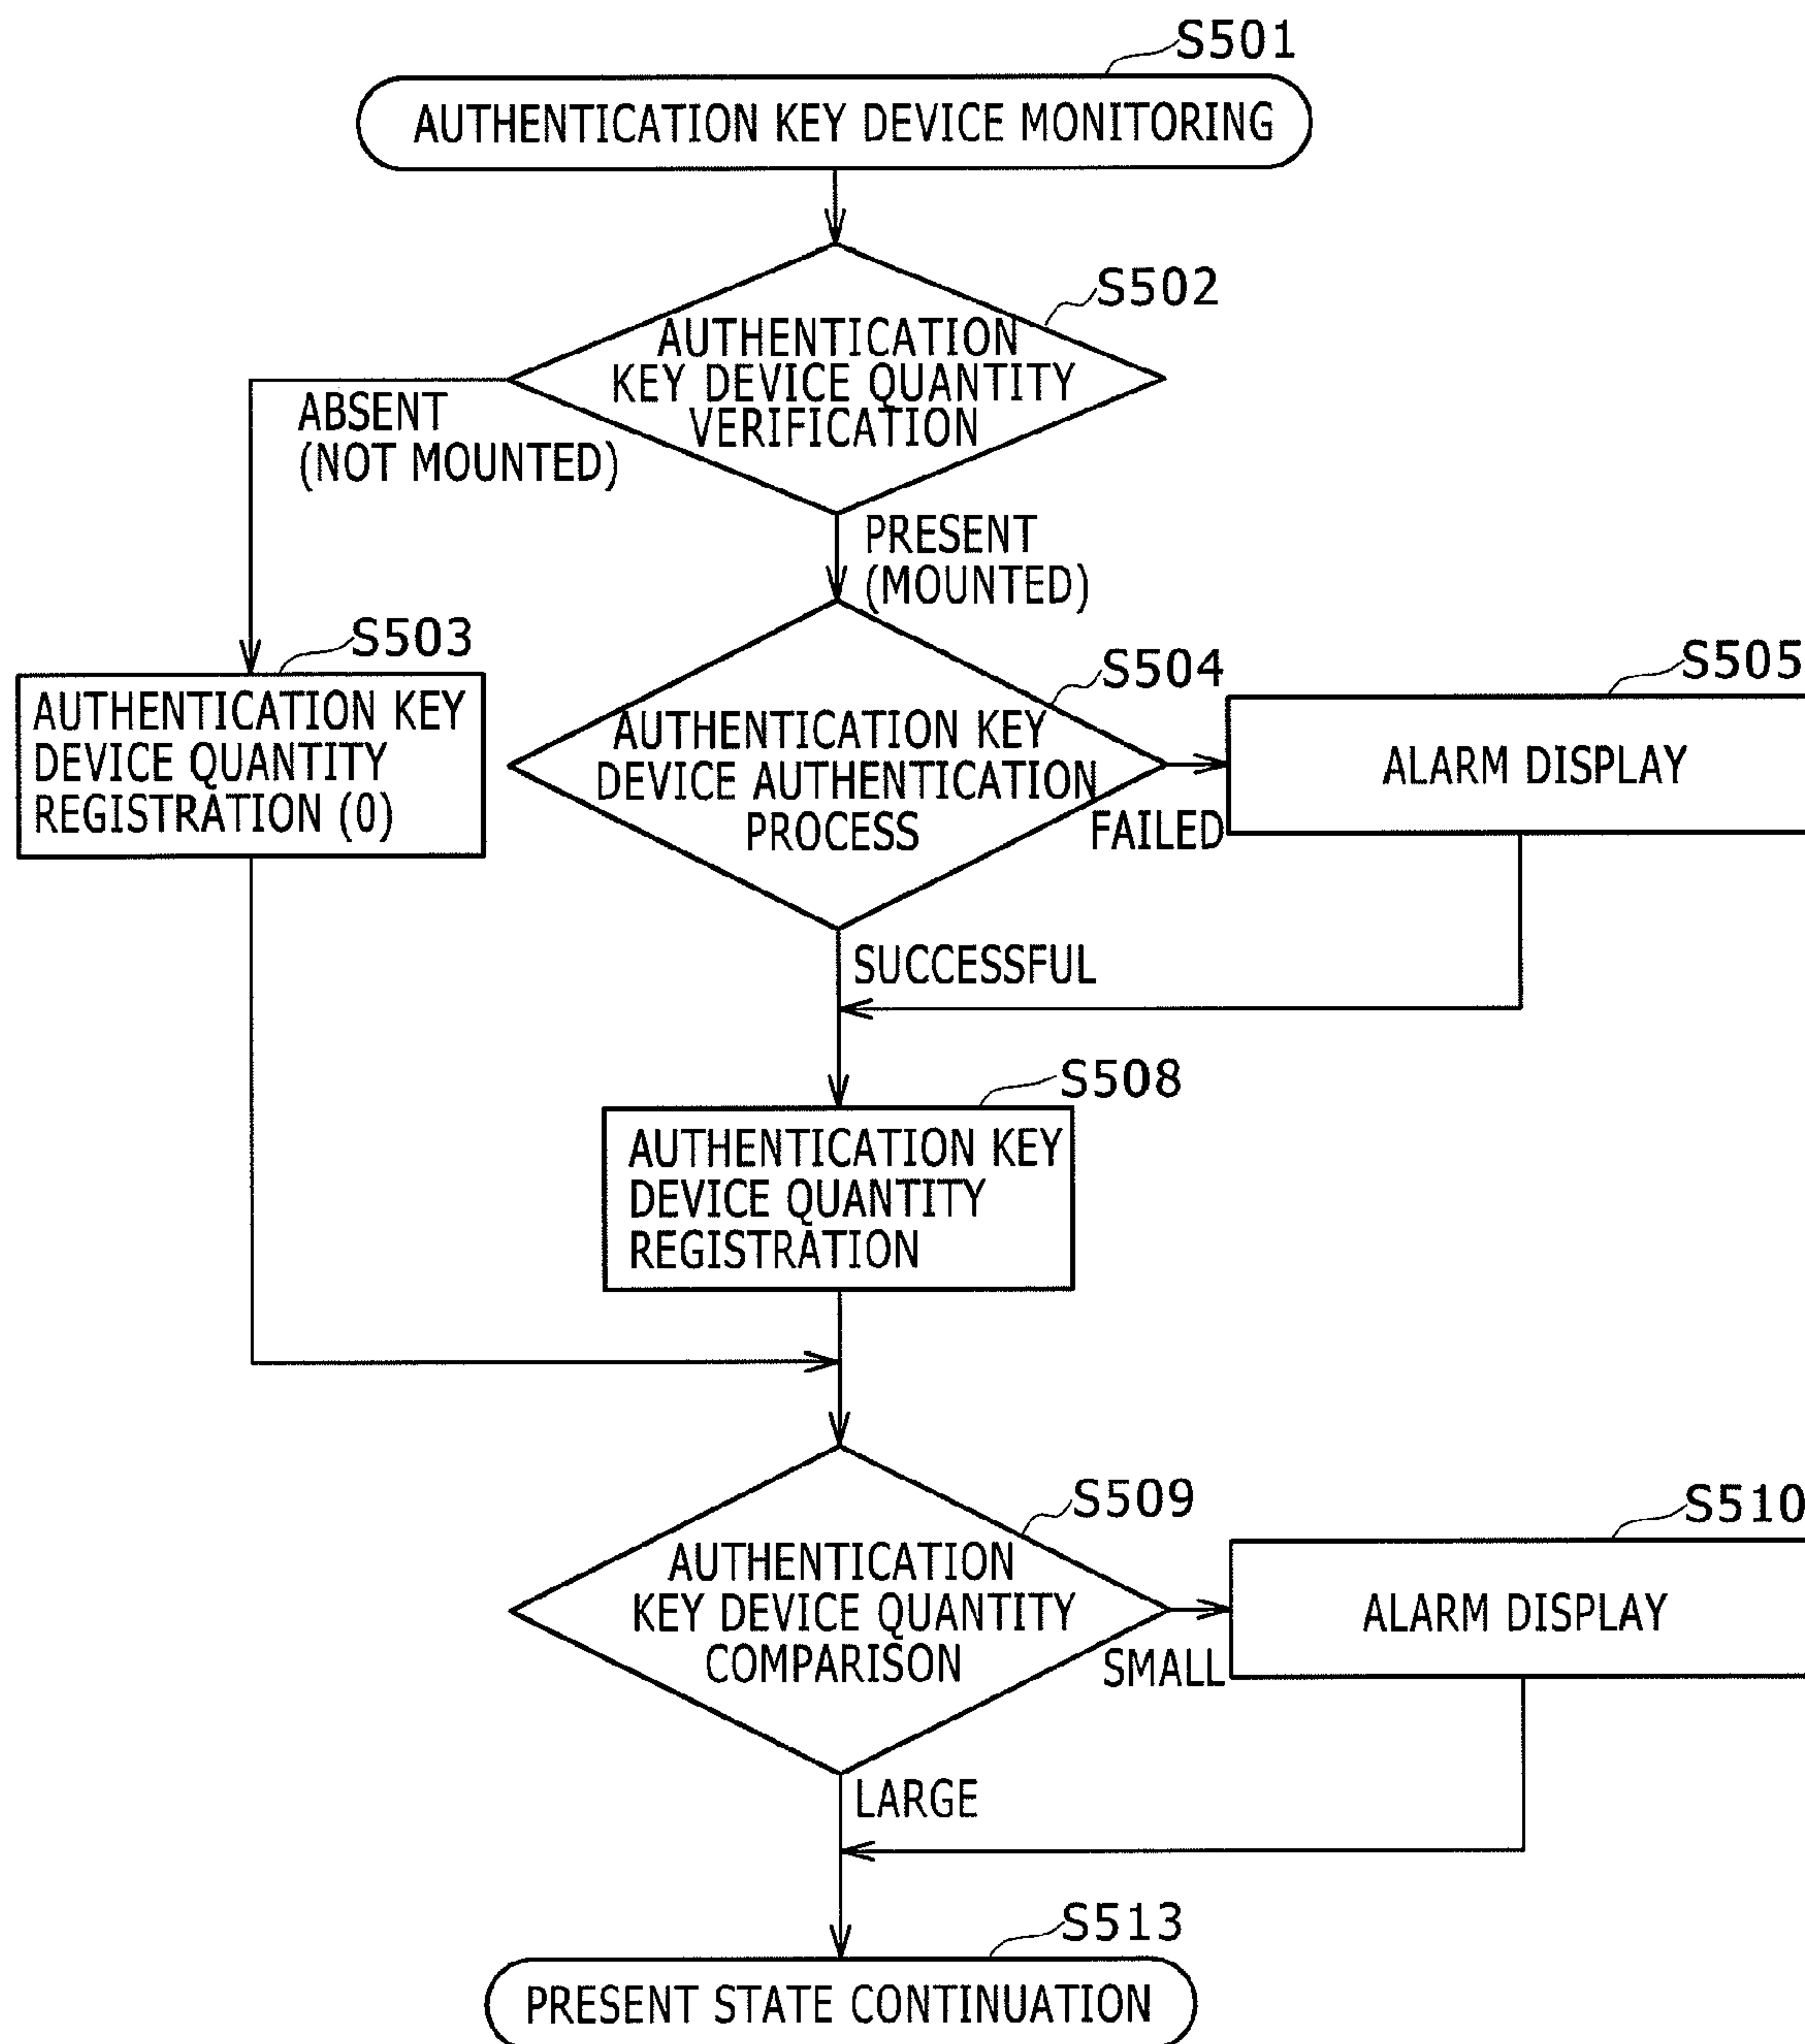 S501
AUTHENTICATION KEY DEVICE MONITORING
S502
AUTHENTICATION
KEY DEVICE QUANTITY
VERIFICATION
ABSENT
(NOT MOUNTED)
PRESENT
(MOUNTED)
S503
AUTHENTICATION KEY
DEVICE QUANTITY
REGISTRATION (0)
S504
AUTHENTICATION KEY
DEVICE AUTHENTICATION
PROCESS
FAILED
S505
ALARM DISPLAY
SUCCESSFUL
S508
AUTHENTICATION KEY
DEVICE QUANTITY
REGISTRATION
S509
AUTHENTICATION
KEY DEVICE QUANTITY
COMPARISON
SMALL
S510
ALARM DISPLAY
LARGE
S513
PRESENT STATE CONTINUATION